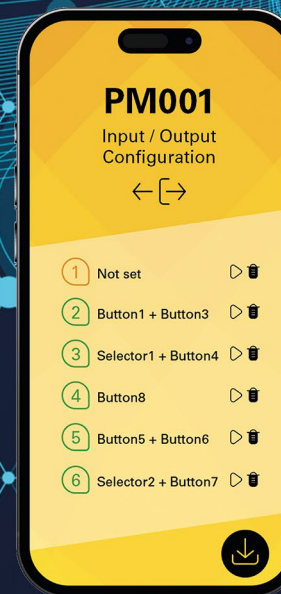 PM001
Input / Output
Configuration
1 Not set
2 Button1 + Button3
3 Selector1 + Button4
4 Button8
5 Button5 + Button6
6 Selector2 + Button7